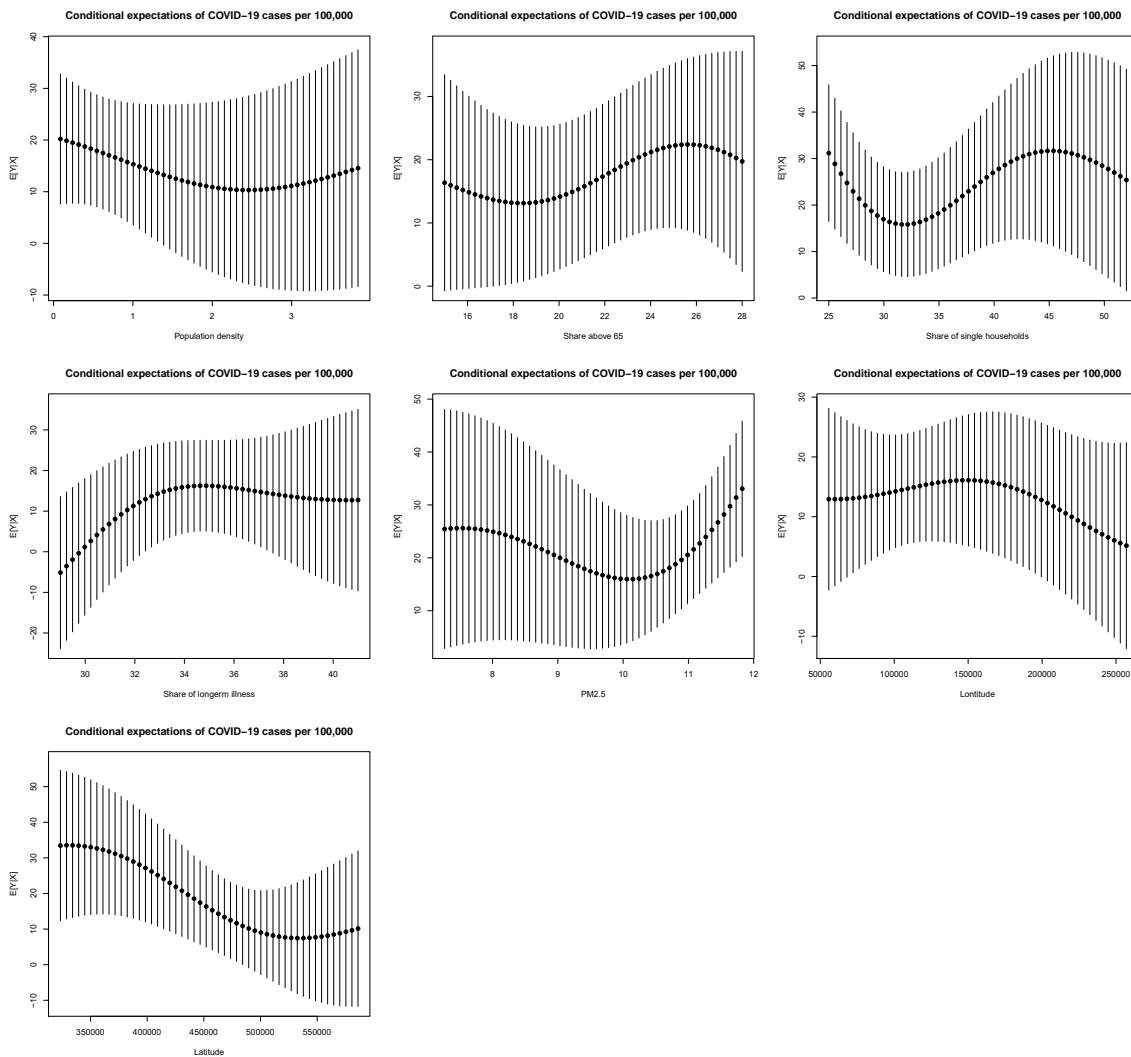 Conditional expectations of COVID−19 cases per 100,000
E[Y|X]
−10 0 10 20 30 40
0 1 2 3
Population density
Conditional expectations of COVID−19 cases per 100,000
E[Y|X]
0 10 20 30
16 18 20 22 24 26 28
Share above 65
Conditional expectations of COVID−19 cases per 100,000
E[Y|X]
0 10 20 30 40 50
25 30 35 40 45 50
Share of single households
Conditional expectations of COVID−19 cases per 100,000
E[Y|X]
−20 −10 0 10 20 30
30 32 34 36 38 40
Share of longerm illness
Conditional expectations of COVID−19 cases per 100,000
E[Y|X]
10 20 30 40 50
8 9 10 11 12
PM2.5
Conditional expectations of COVID−19 cases per 100,000
E[Y|X]
−10 0 10 20 30
50000 100000 150000 200000 250000
Lontitude
Conditional expectations of COVID−19 cases per 100,000
E[Y|X]
−10 0 10 20 30 40 50
350000 400000 450000 500000 550000
Latitude